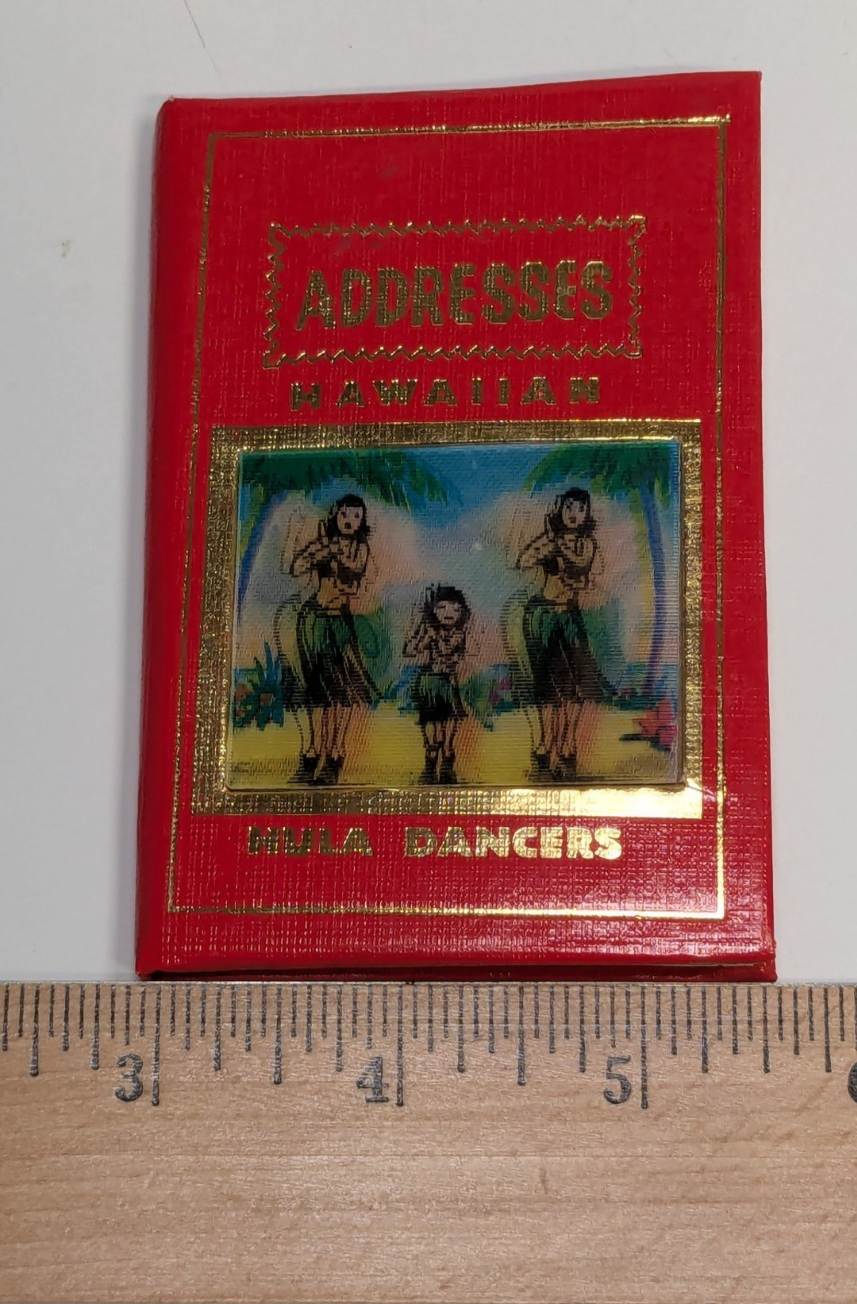 ADDRESSES
HAWAIIAN
HULA DANCERS
3 4 5